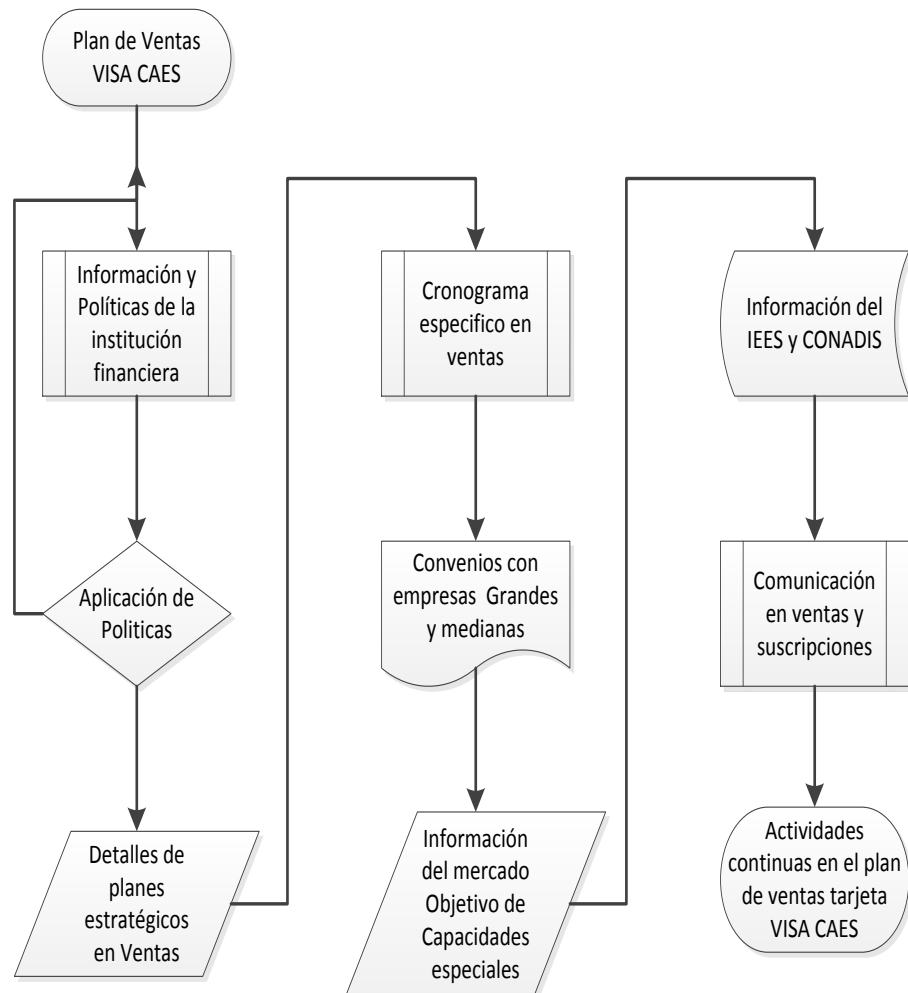 Plan de Ventas
VISA CAES
Información y
Políticas de la
institución
financiera
Aplicación de
Politicas
Detalles de
planes
estratégicos
en Ventas
Cronograma
especifico en
ventas
Convenios con
empresas Grandes
y medianas
Información
del mercado
Objetivo de
Capacidades
especiales
Información del
IEES y CONADIS
Comunicación
en ventas y
suscripciones
Actividades
continuas en el plan
de ventas tarjeta
VISA CAES